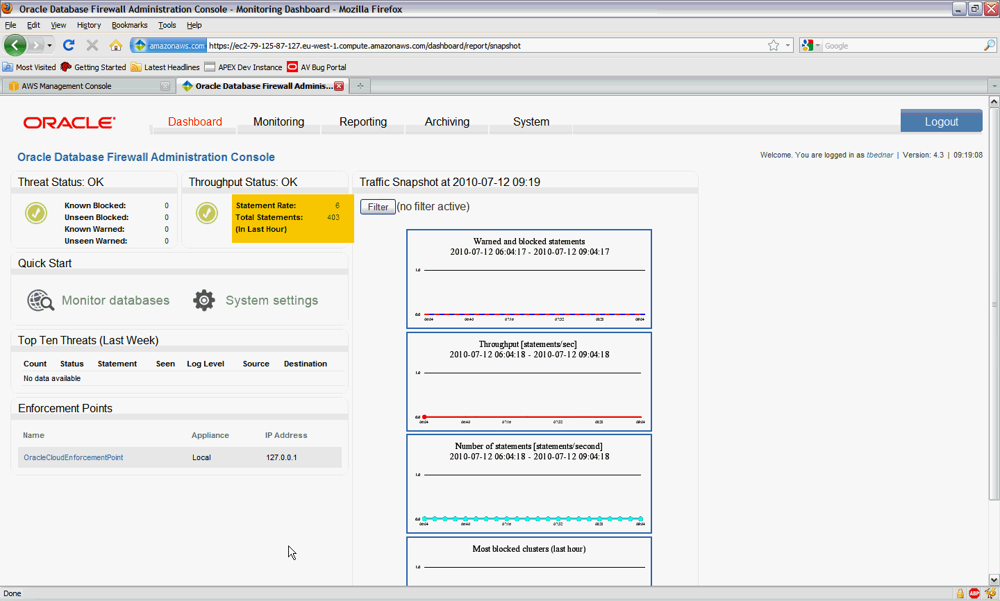 Oracle Database Firewall Administration Console - Monitoring Dashboard - Mozilla Firefox
File Edit View History Bookmarks Tools Help
amazonaws.com https://ec2-79-125-87-127.eu-west-1.compute.amazonaws.com/dashboard/report/snapshot
Google
Most Visited Getting Started Latest Headlines APEX Dev Instance AV Bug Portal
AWS Management Console
Oracle Database Firewall Adminis...
ORACLE
Dashboard Monitoring Reporting Archiving System
Logout
Oracle Database Firewall Administration Console
Welcome. You are logged in as tbednar | Version: 4.3 | 09:19:08
Threat Status: OK
Known Blocked: 0
Unseen Blocked: 0
Known Warned: 0
Unseen Warned: 0
Throughput Status: OK
Statement Rate: 6
Total Statements: 403
(In Last Hour)
Quick Start
Monitor databases
System settings
Top Ten Threats (Last Week)
Count Status Statement Seen Log Level Source Destination
No data available
Enforcement Points
Name Appliance IP Address
OracleCloudEnforcementPoint Local 127.0.0.1
Traffic Snapshot at 2010-07-12 09:19
Filter (no filter active)
Warned and blocked statements
2010-07-12 06:04:17 - 2010-07-12 09:04:17
1.0
0.0
06:04 06:40 07:16 07:52 08:28 09:04
Throughput [statements/sec]
2010-07-12 06:04:18 - 2010-07-12 09:04:18
1.0
0.0
06:04 06:40 07:16 07:52 08:28 09:04
Number of statements [statements/second]
2010-07-12 06:04:18 - 2010-07-12 09:04:18
1.0
0.0
06:04 06:40 07:16 07:52 08:28 09:04
Most blocked clusters (last hour)
1.0
Done
ABP